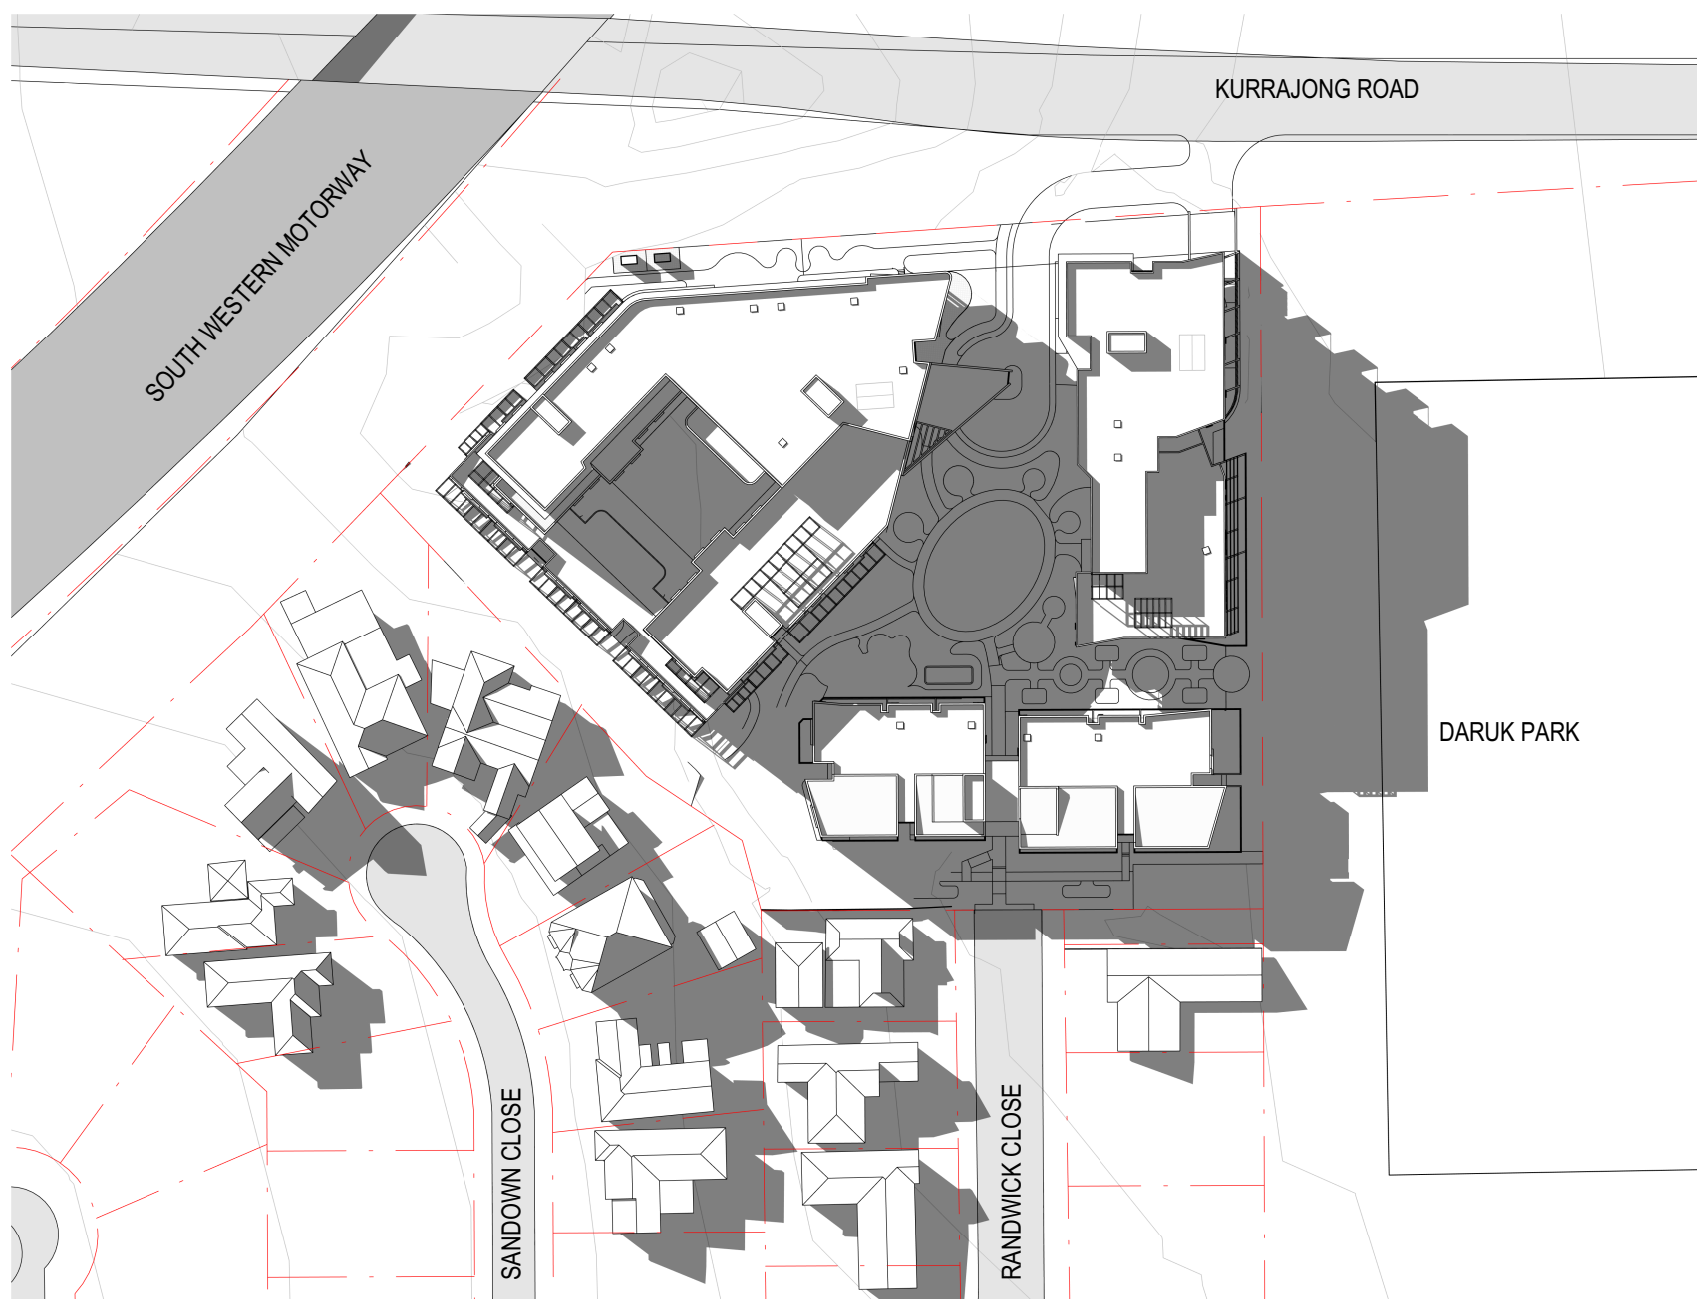 KURRAJONG ROAD
SOUTH WESTERN MOTORWAY
DARUK PARK
SANDOWN CLOSE
RANDWICK CLOSE